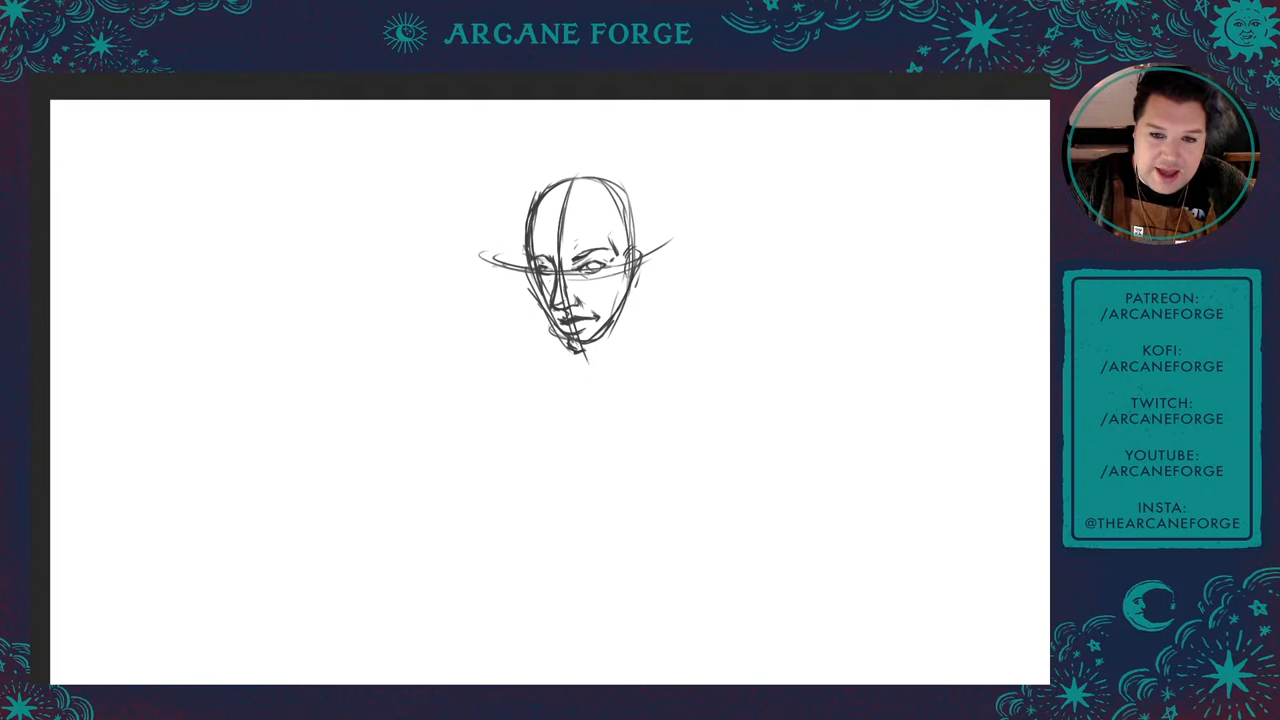 ARCANE FORGE
PATREON:
/ARCANEFORGE
KOFI:
/ARCANEFORGE
TWITCH:
/ARCANEFORGE
YOUTUBE:
/ARCANEFORGE
INSTA:
@THEARCANEFORGE